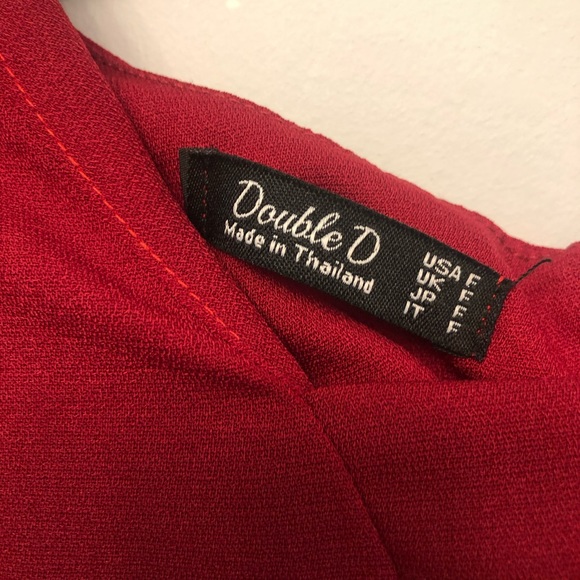 Double D
Made in Thailand
USA F
UK F
JP F
IT F